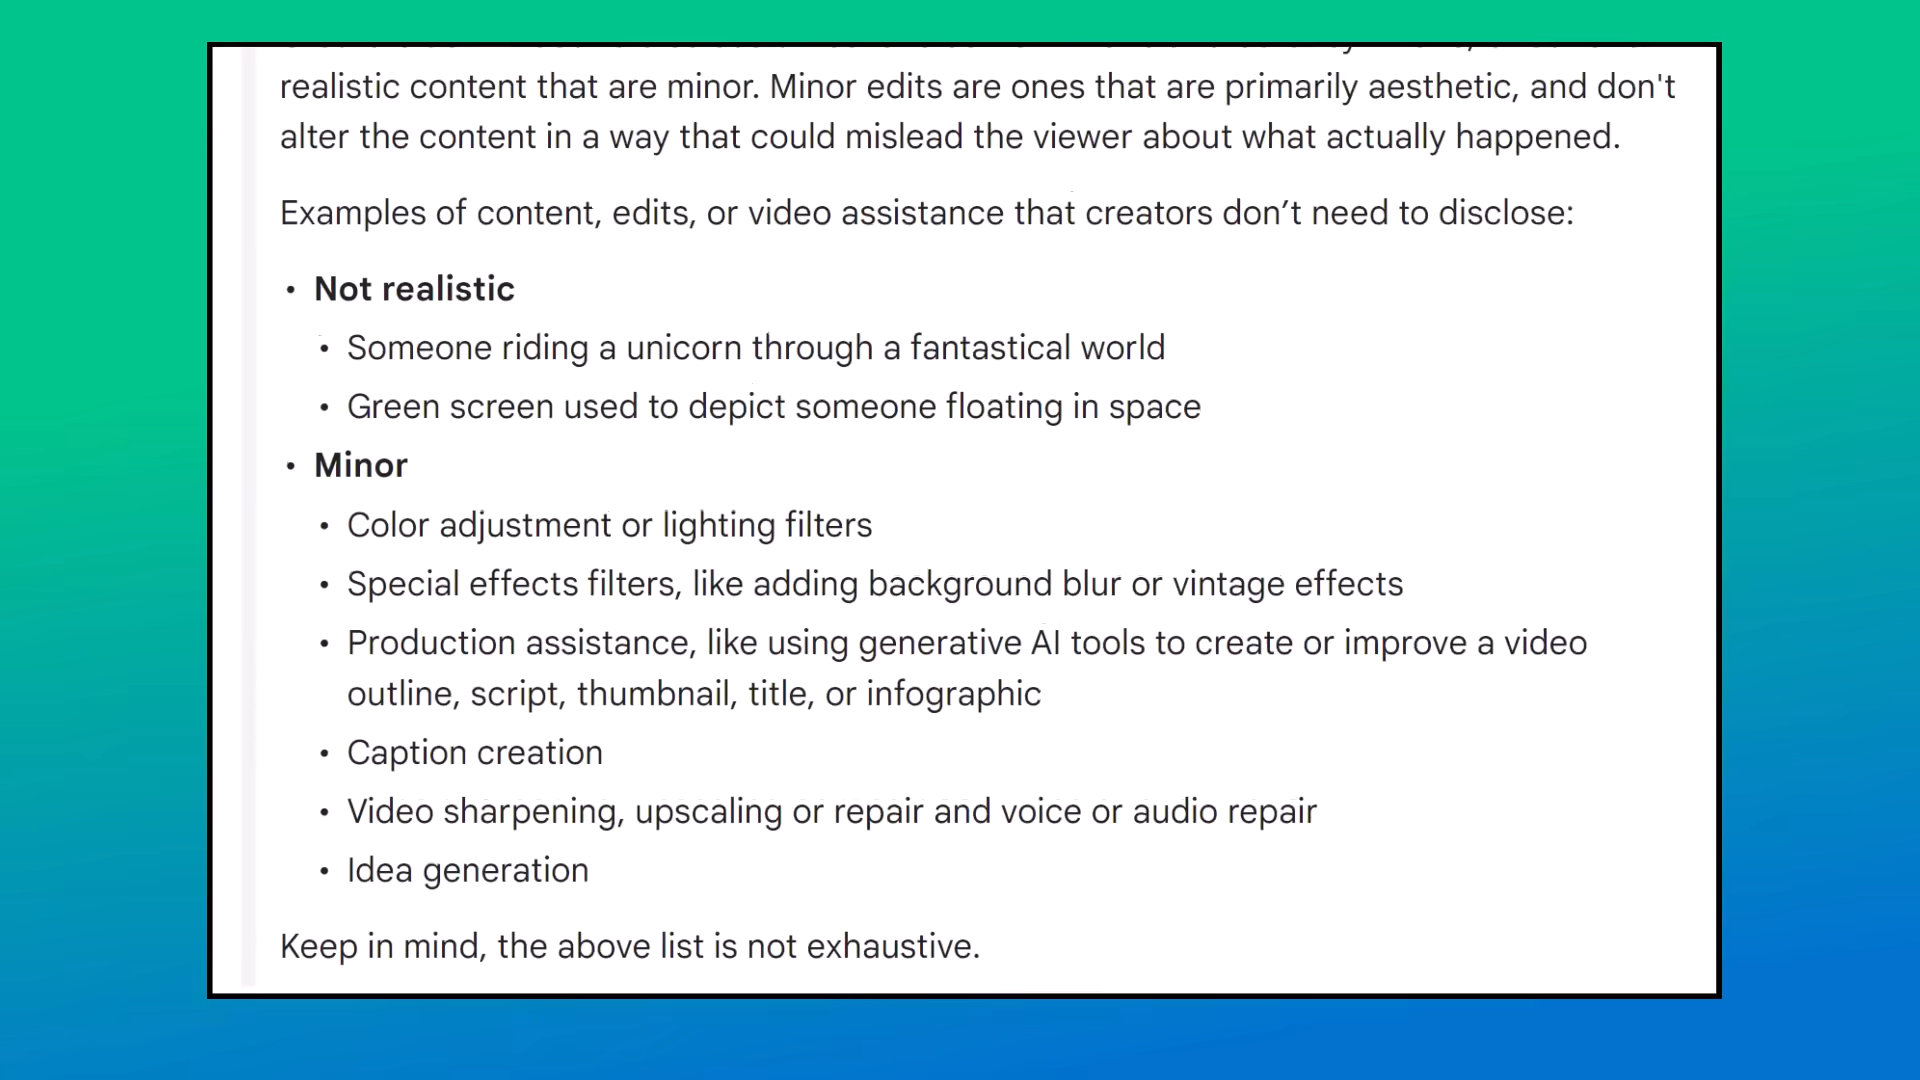 realistic content that are minor. Minor edits are ones that are primarily aesthetic, and don't
alter the content in a way that could mislead the viewer about what actually happened.
Examples of content, edits, or video assistance that creators don’t need to disclose:
• Not realistic
• Someone riding a unicorn through a fantastical world
• Green screen used to depict someone floating in space
• Minor
• Color adjustment or lighting filters
• Special effects filters, like adding background blur or vintage effects
• Production assistance, like using generative AI tools to create or improve a video
outline, script, thumbnail, title, or infographic
• Caption creation
• Video sharpening, upscaling or repair and voice or audio repair
• Idea generation
Keep in mind, the above list is not exhaustive.